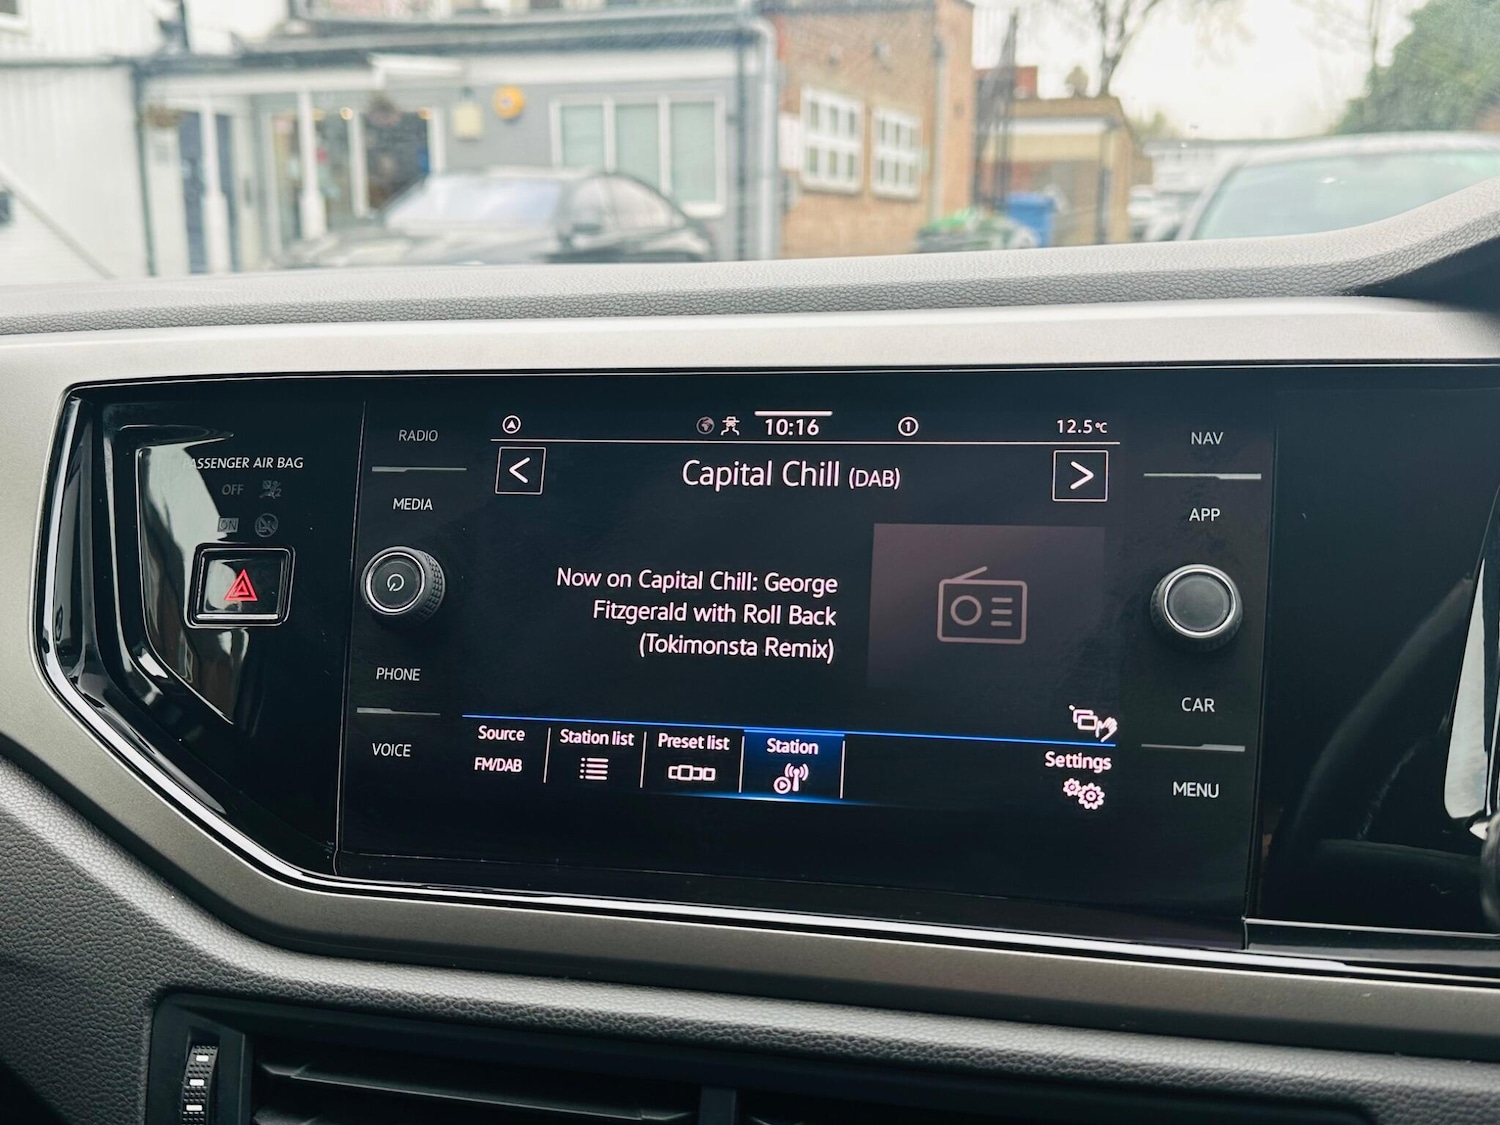 PASSENGER AIR BAG
OFF
ON
RADIO
MEDIA
PHONE
VOICE
10:16
1
12.5°C
< Capital Chill (DAB) >
Now on Capital Chill: George
Fitzgerald with Roll Back
(Tokimonsta Remix)
Source
FM/DAB
Station list
Preset list
Station
Settings
NAV
APP
CAR
MENU